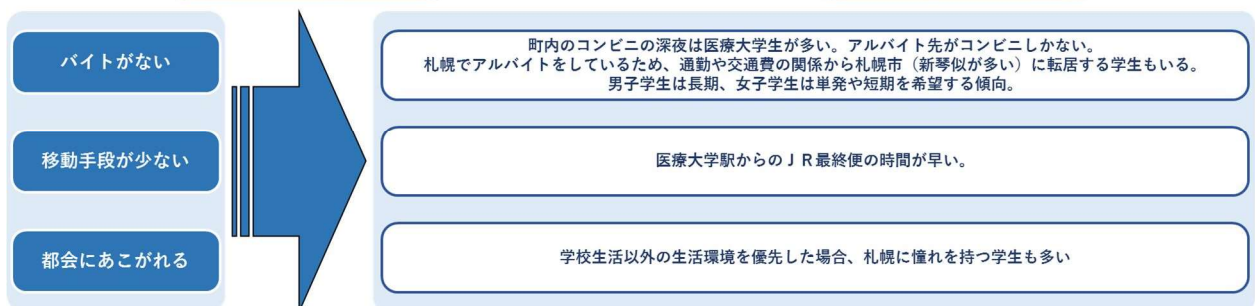 バイトがない
町内のコンビニの深夜は医療大学生が多い。アルバイト先がコンビニしかない。
札幌でアルバイトをしているため、通勤や交通費の関係から札幌市（新琴似が多い）に転居する学生もいる。
男子学生は長期、女子学生は単発や短期を希望する傾向。
移動手段が少ない
医療大学駅からのＪＲ最終便の時間が早い。
都会にあこがれる
学校生活以外の生活環境を優先した場合、札幌に憧れを持つ学生も多い